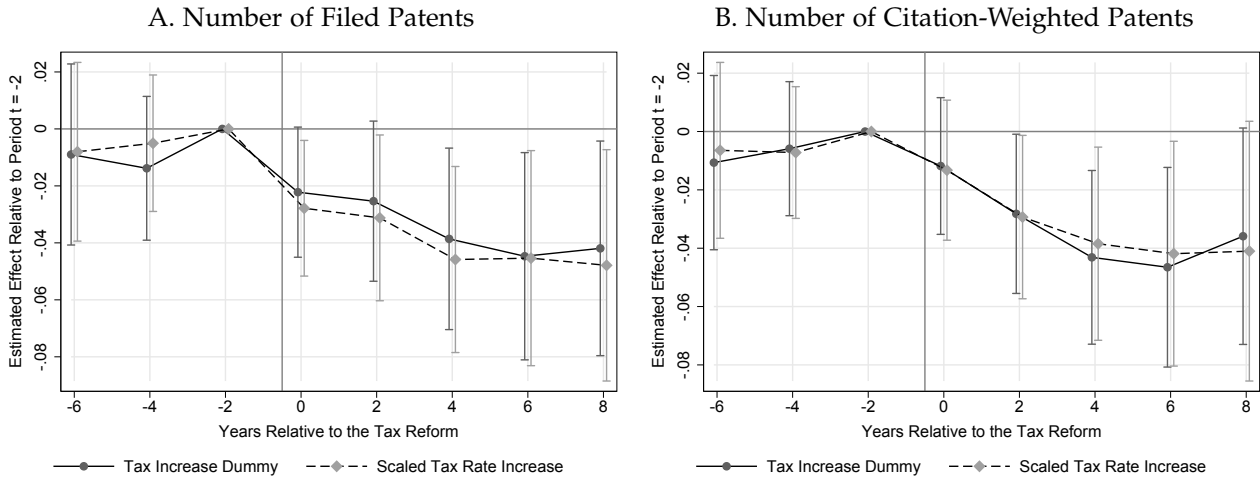 A. Number of Filed Patents
Estimated Effect Relative to Period t = -2
.02
0
-.02
-.04
-.06
-.08
-6 -4 -2 0 2 4 6 8
Years Relative to the Tax Reform
Tax Increase Dummy Scaled Tax Rate Increase
B. Number of Citation-Weighted Patents
Estimated Effect Relative to Period t = -2
.02
0
-.02
-.04
-.06
-.08
-6 -4 -2 0 2 4 6 8
Years Relative to the Tax Reform
Tax Increase Dummy Scaled Tax Rate Increase